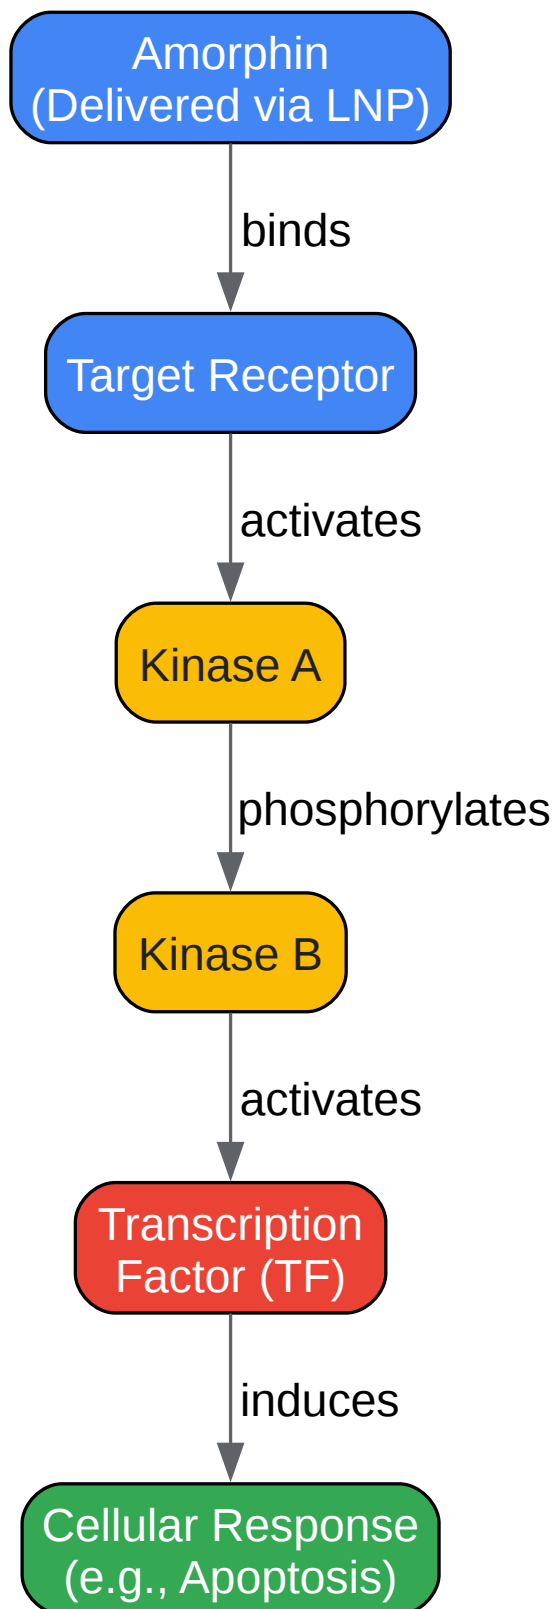 Amorphin
(Delivered via LNP)
binds
Target Receptor
activates
Kinase A
phosphorylates
Kinase B
activates
Transcription
Factor (TF)
induces
Cellular Response
(e.g., Apoptosis)